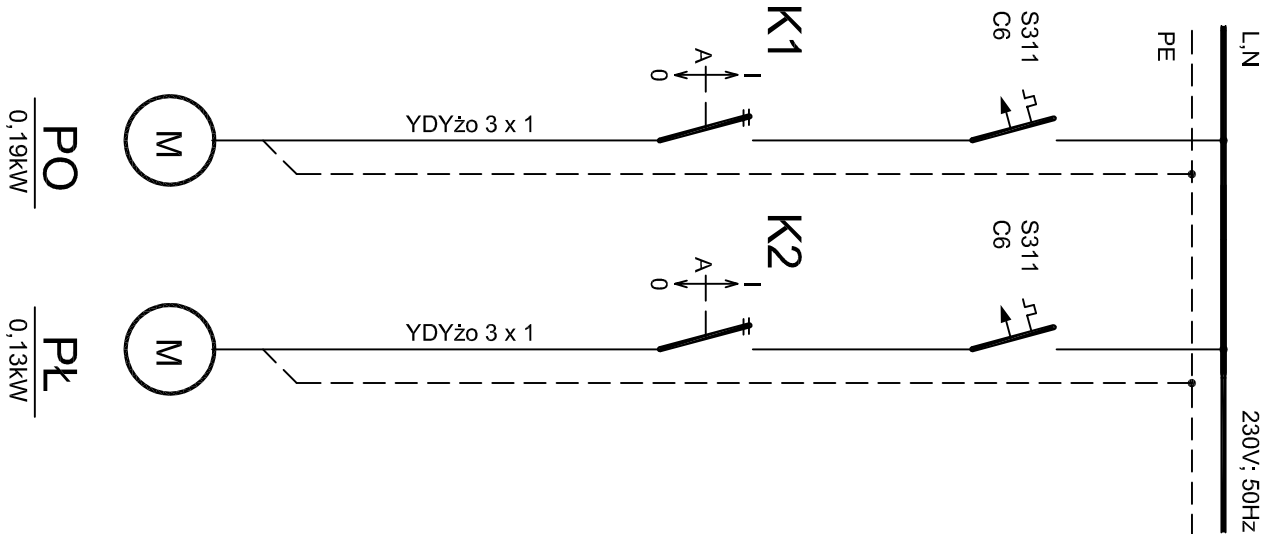 L,N
230V; 50Hz
PE
S311
C6
S311
C6
K1
I
A
0
K2
I
A
0
YDYżo 3 x 1
YDYżo 3 x 1
M
M
PO
0,19kW
PŁ
0,13kW